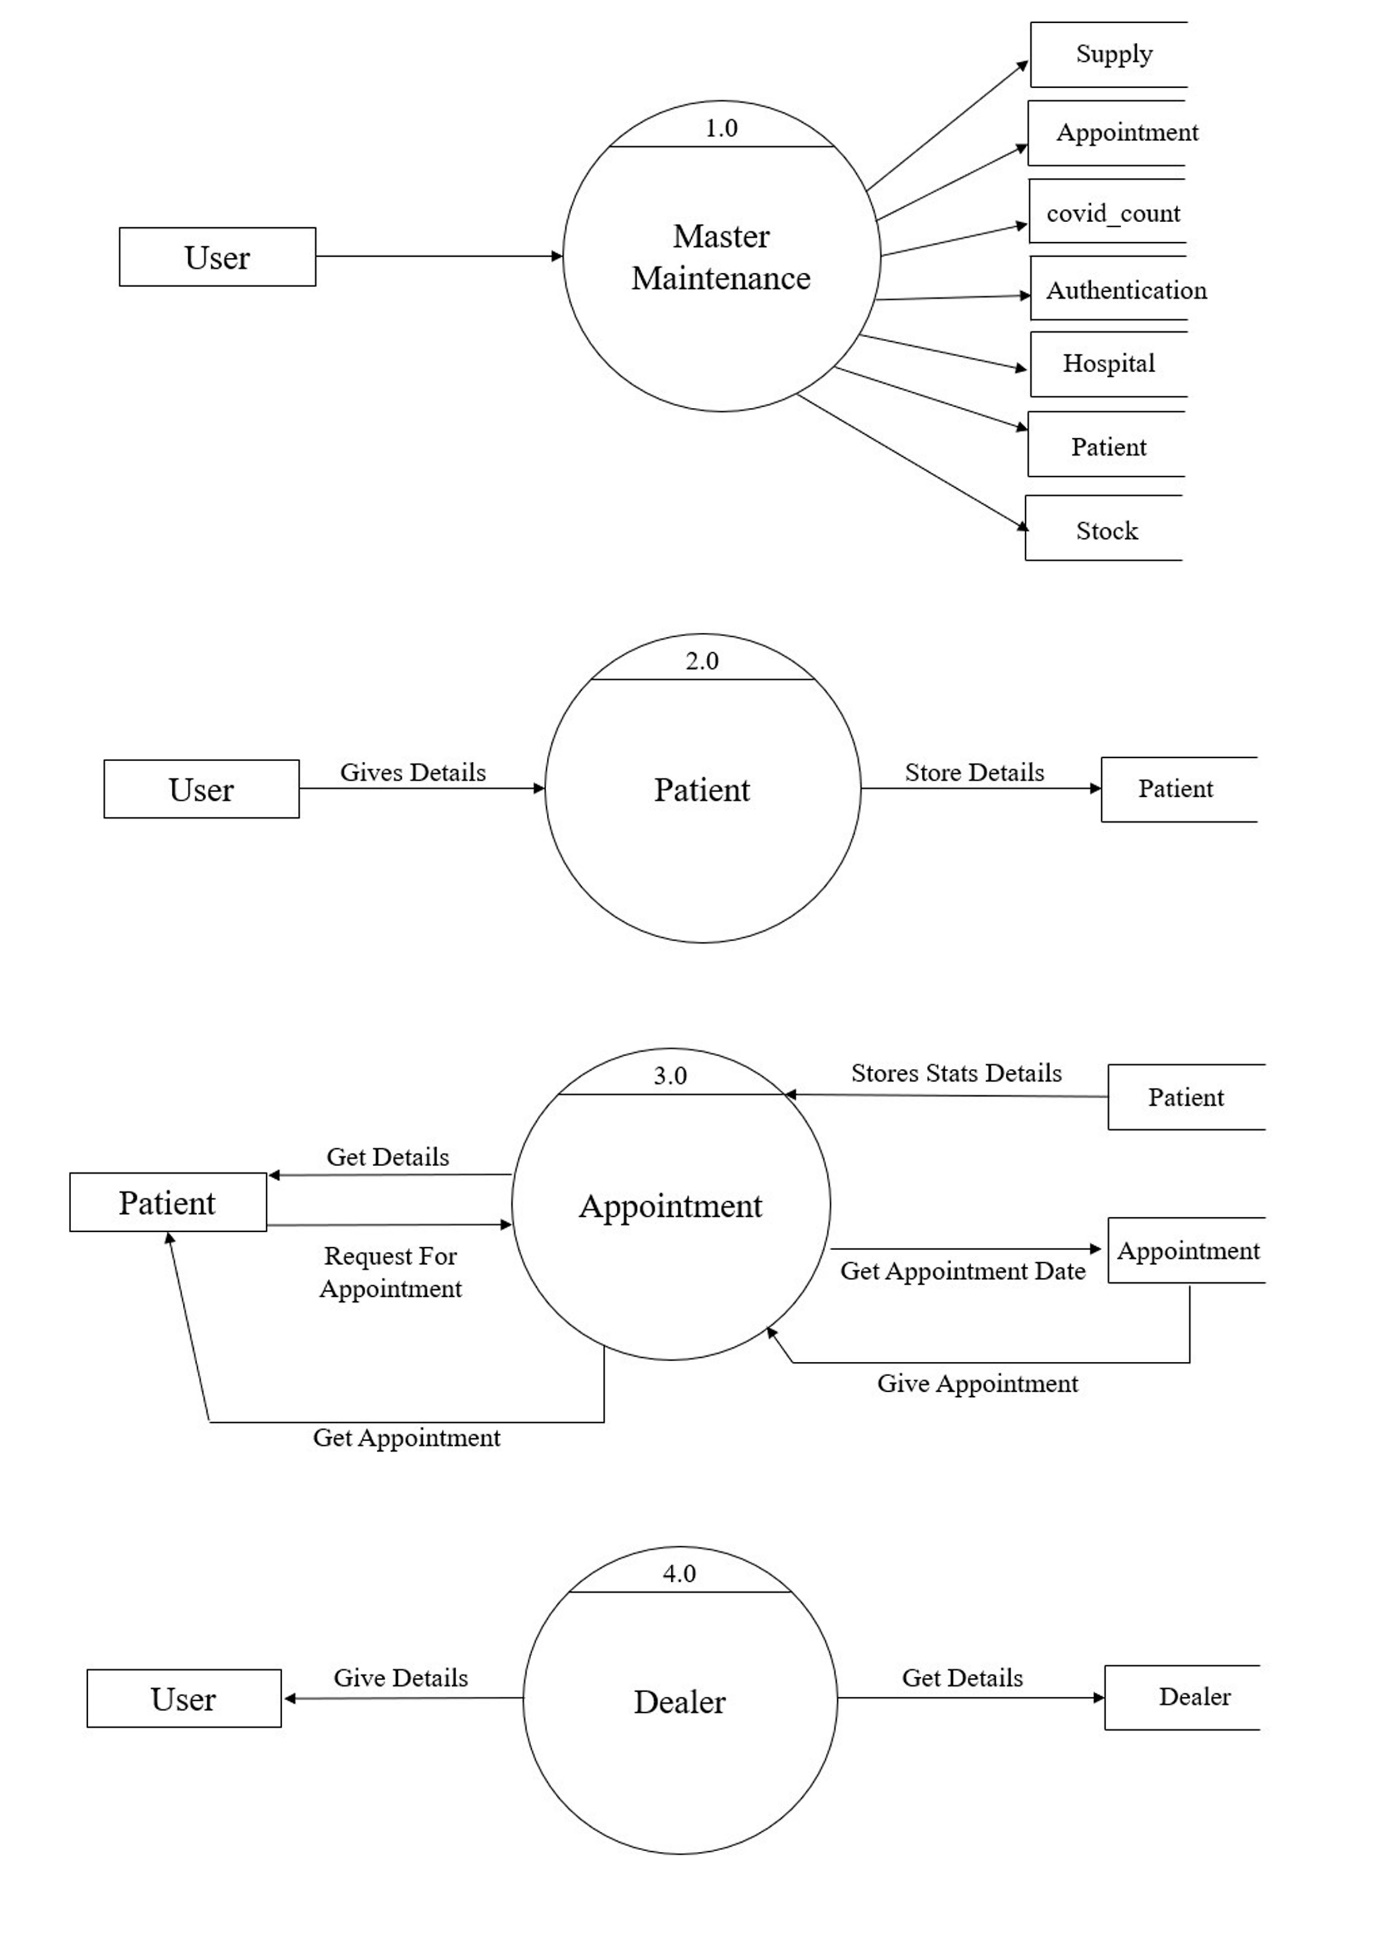 Supply
1.0
Appointment
covid_count
Master
Maintenance
User
Authentication
Hospital
Patient
Stock
2.0
Gives Details
Store Details
User
Patient
Patient
3.0
Stores Stats Details
Patient
Get Details
Patient
Appointment
Request For
Appointment
Appointment
Get Appointment Date
Give Appointment
Get Appointment
4.0
Give Details
Get Details
User
Dealer
Dealer